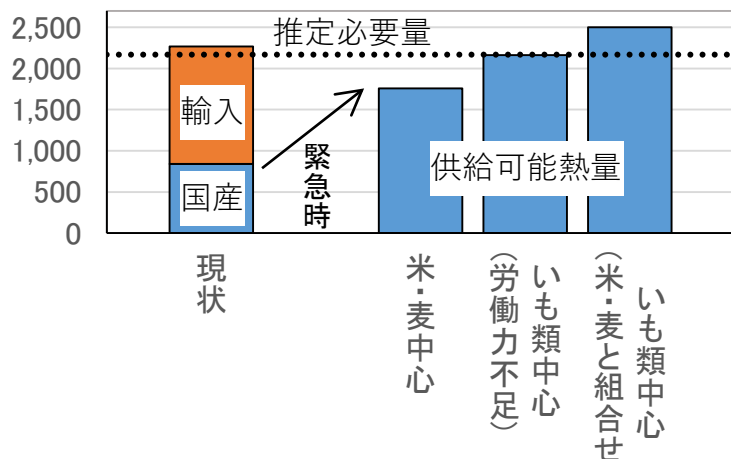 2,500
2,000
1,500
1,000
500
0
推定必要量
輸入
国産
緊急時
供給可能熱量
現状
米・麦中心
いも類中心
(労働力不足)
いも類中心
(米・麦と組合せ